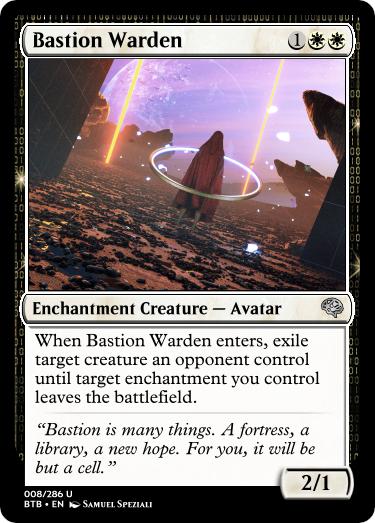 Bastion Warden 1
Enchantment Creature — Avatar
When Bastion Warden enters, exile
target creature an opponent control
until target enchantment you control
leaves the battlefield.
“Bastion is many things. A fortress, a
library, a new hope. For you, it will be
but a cell.”
2/1
008/286 U
BTB • EN Samuel Speziali